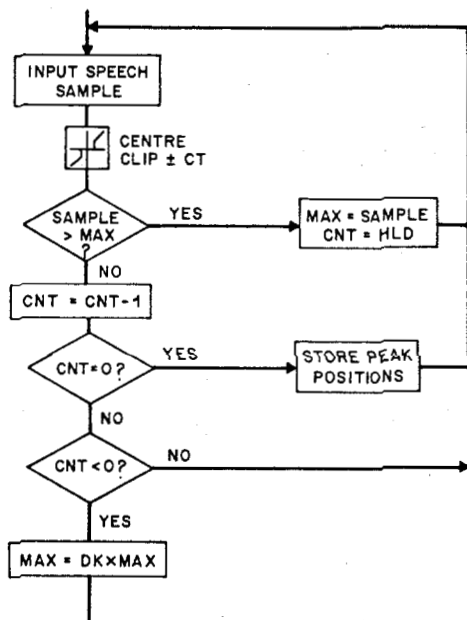 INPUT SPEECH
SAMPLE
CENTRE
CLIP ± CT
SAMPLE
> MAX
?
YES
MAX = SAMPLE
CNT = HLD
NO
CNT = CNT-1
CNT=0?
YES
STORE PEAK
POSITIONS
NO
CNT<0?
NO
YES
MAX = DK×MAX